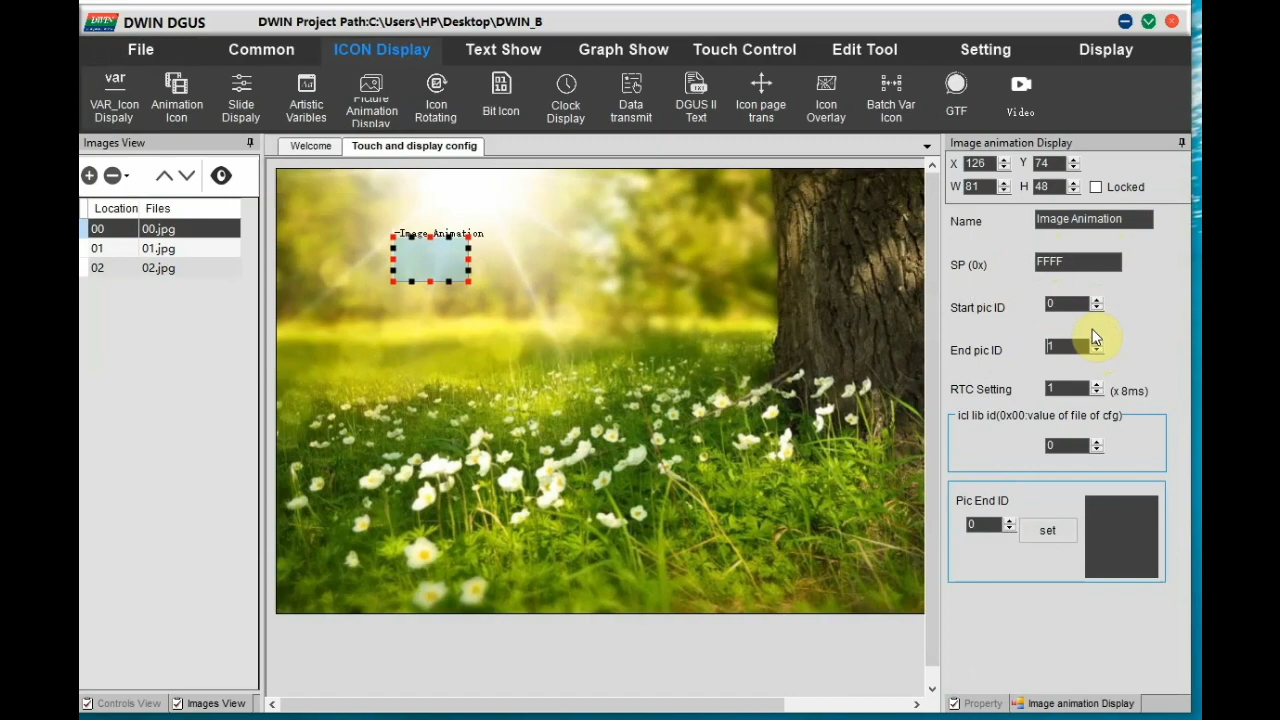 DWIN DGUS DWIN Project Path:C:\Users\HP\Desktop\DWIN_B
File Common ICON Display Text Show Graph Show Touch Control Edit Tool Setting Display
var
VAR_Icon Dispaly
Animation Icon
Slide Dispaly
Artistic Varibles
Picture Animation Display
Icon Rotating
Bit Icon
Clock Display
Data transmit
DGUS II Text
Icon page trans
Icon Overlay
Batch Var Icon
GTF
Video
Images View
Welcome Touch and display config
Location Files
00 00.jpg
01 01.jpg
02 02.jpg
Image Animation
Image animation Display
X 126 Y 74
W 81 H 48 Locked
Name Image Animation
SP (0x) FFFF
Start pic ID 0
End pic ID 1
RTC Setting 1 (x 8ms)
icl lib id(0x00:value of file of cfg)
0
Pic End ID
0 set
Controls View Images View
Property Image animation Display